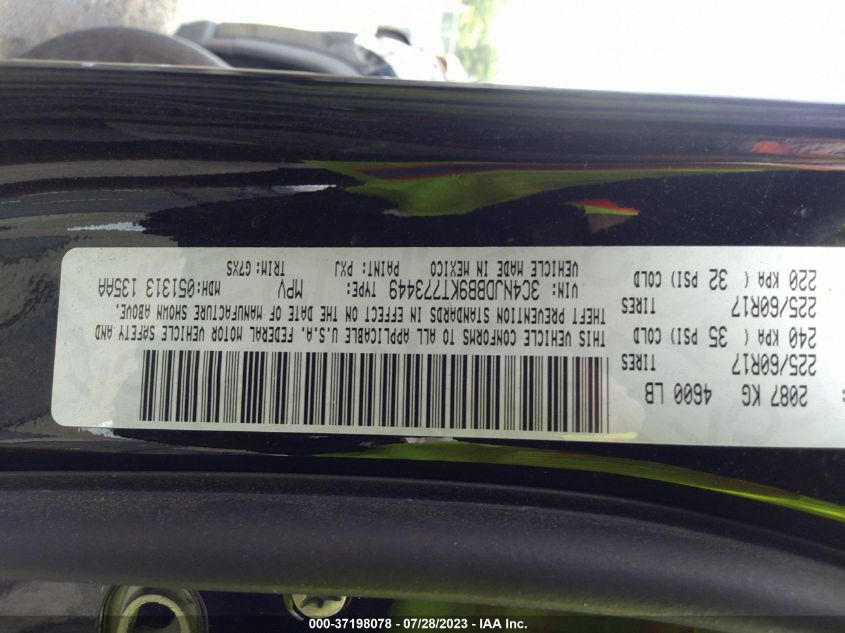 2087 KG 4600 LB
225/60R17 TIRES
240 KPA ( 35 PSI) COLD
225/60R17 TIRES
220 KPA ( 32 PSI) COLD
THIS VEHICLE CONFORMS TO ALL APPLICABLE U.S.A. FEDERAL MOTOR VEHICLE SAFETY AND
THEFT PREVENTION STANDARDS IN EFFECT ON THE DATE OF MANUFACTURE SHOWN ABOVE.
VIN: 3C4NJDBB9KT773449 TYPE: MPV MDH:051313 135AA
VEHICLE MADE IN MEXICO PAINT: PXJ TRIM: G7XS
000-37198078 / 07/28/2023 - IAA Inc.